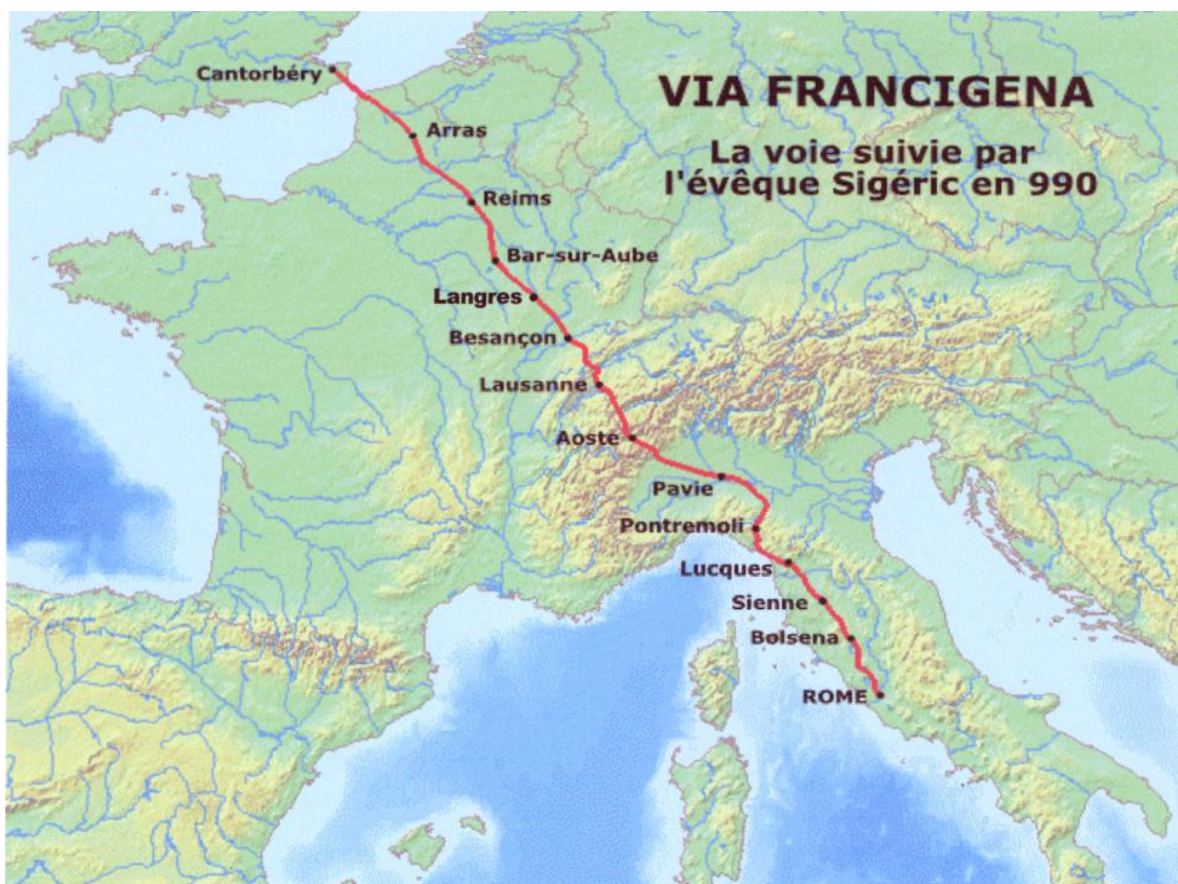 VIA FRANCIGENA
La voie suivie par
l'évêque Sigéric en 990
Cantorbéry
Arras
Reims
Bar-sur-Aube
Langres
Besançon
Lausanne
Aoste
Pavie
Pontremoli
Lucques
Sienne
Bolsena
ROME